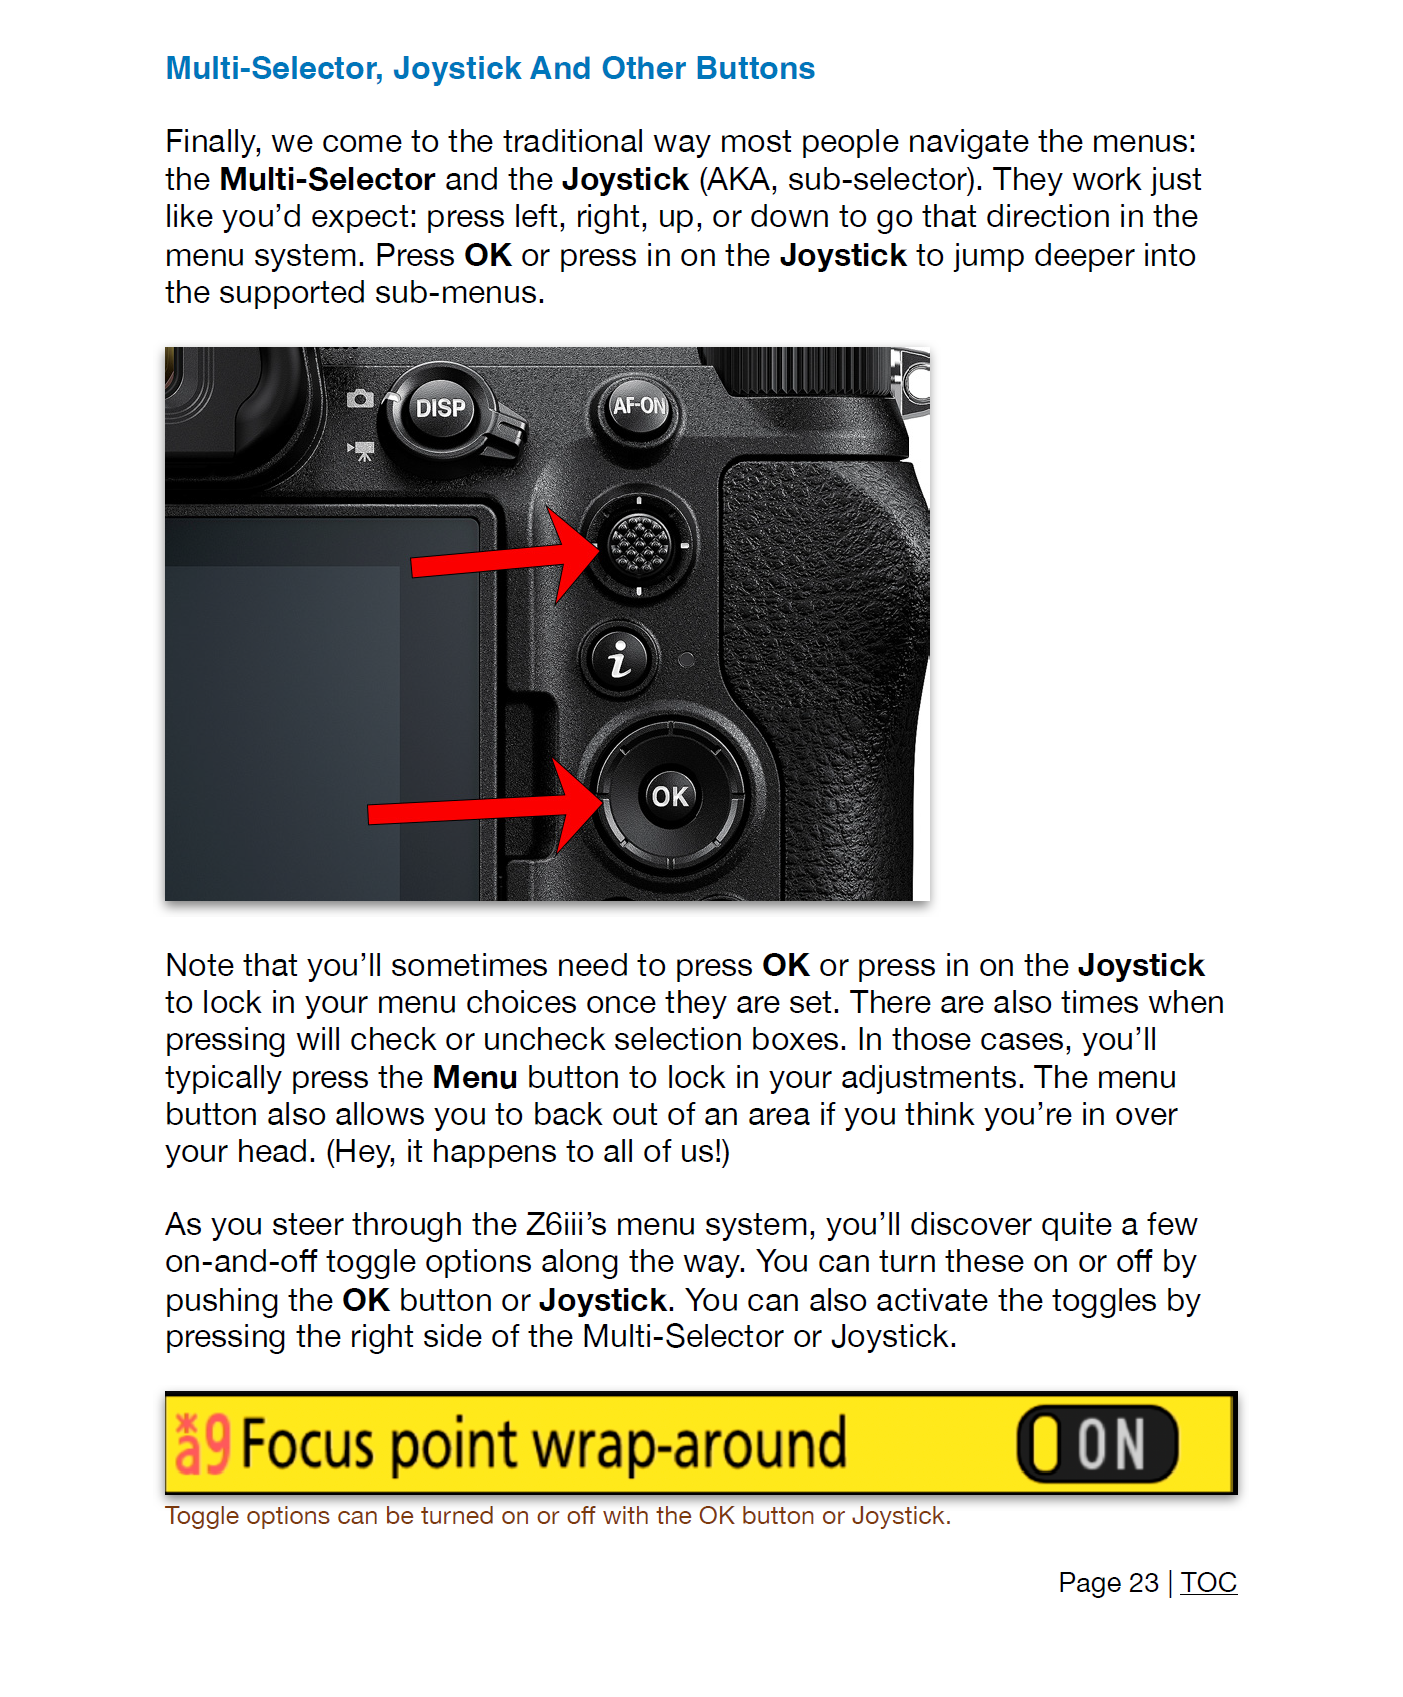 Multi-Selector, Joystick And Other Buttons
Finally, we come to the traditional way most people navigate the menus:
the Multi-Selector and the Joystick (AKA, sub-selector). They work just
like you’d expect: press left, right, up, or down to go that direction in the
menu system. Press OK or press in on the Joystick to jump deeper into
the supported sub-menus.
DISP
AF-ON
i
OK
Note that you’ll sometimes need to press OK or press in on the Joystick
to lock in your menu choices once they are set. There are also times when
pressing will check or uncheck selection boxes. In those cases, you’ll
typically press the Menu button to lock in your adjustments. The menu
button also allows you to back out of an area if you think you’re in over
your head. (Hey, it happens to all of us!)
As you steer through the Z6iii’s menu system, you’ll discover quite a few
on-and-off toggle options along the way. You can turn these on or off by
pushing the OK button or Joystick. You can also activate the toggles by
pressing the right side of the Multi-Selector or Joystick.
*a9 Focus point wrap-around ON
Toggle options can be turned on or off with the OK button or Joystick.
Page 23 | TOC